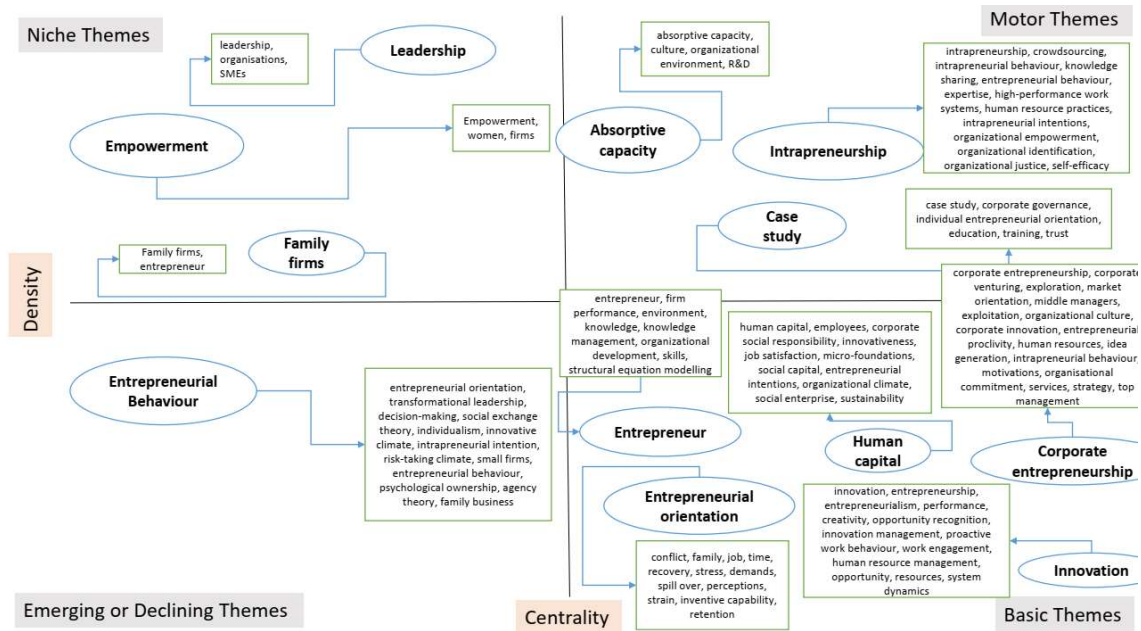 Niche Themes
Motor Themes
leadership,
organisations,
SMEs
Leadership
absorptive capacity,
culture, organizational
environment, R&D
intrapreneurship, crowdsourcing,
intrapreneurial behaviour, knowledge
sharing, entrepreneurial behaviour,
expertise, high-performance work
systems, human resource practices,
intrapreneurial intentions,
organizational empowerment,
organizational identification,
organizational justice, self-efficacy
Empowerment
Empowerment,
women, firms
Absorptive
capacity
Intrapreneurship
Family firms,
entrepreneur
Family
firms
Case
study
case study, corporate governance,
individual entrepreneurial orientation,
education, training, trust
Density
entrepreneur, firm
performance, environment,
knowledge, knowledge
management, organizational
development, skills,
structural equation modelling
human capital, employees, corporate
social responsibility, innovativeness,
job satisfaction, micro-foundations,
social capital, entrepreneurial
intentions, organizational climate,
social enterprise, sustainability
corporate entrepreneurship, corporate
venturing, exploration, market
orientation, middle managers,
exploitation, organizational culture,
corporate innovation, entrepreneurial
proclivity, human resources, idea
generation, intrapreneurial behaviour,
motivations, organisational
commitment, services, strategy, top
management
Entrepreneurial
Behaviour
entrepreneurial orientation,
transformational leadership,
decision-making, social exchange
theory, individualism, innovative
climate, intrapreneurial intention,
risk-taking climate, small firms,
entrepreneurial behaviour,
psychological ownership, agency
theory, family business
Entrepreneur
Human
capital
Corporate
entrepreneurship
Entrepreneurial
orientation
innovation, entrepreneurship,
entrepreneurialism, performance,
creativity, opportunity recognition,
innovation management, proactive
work behaviour, work engagement,
human resource management,
opportunity, resources, system
dynamics
Innovation
conflict, family, job, time,
recovery, stress, demands,
spill over, perceptions,
strain, inventive capability,
retention
Emerging or Declining Themes
Centrality
Basic Themes